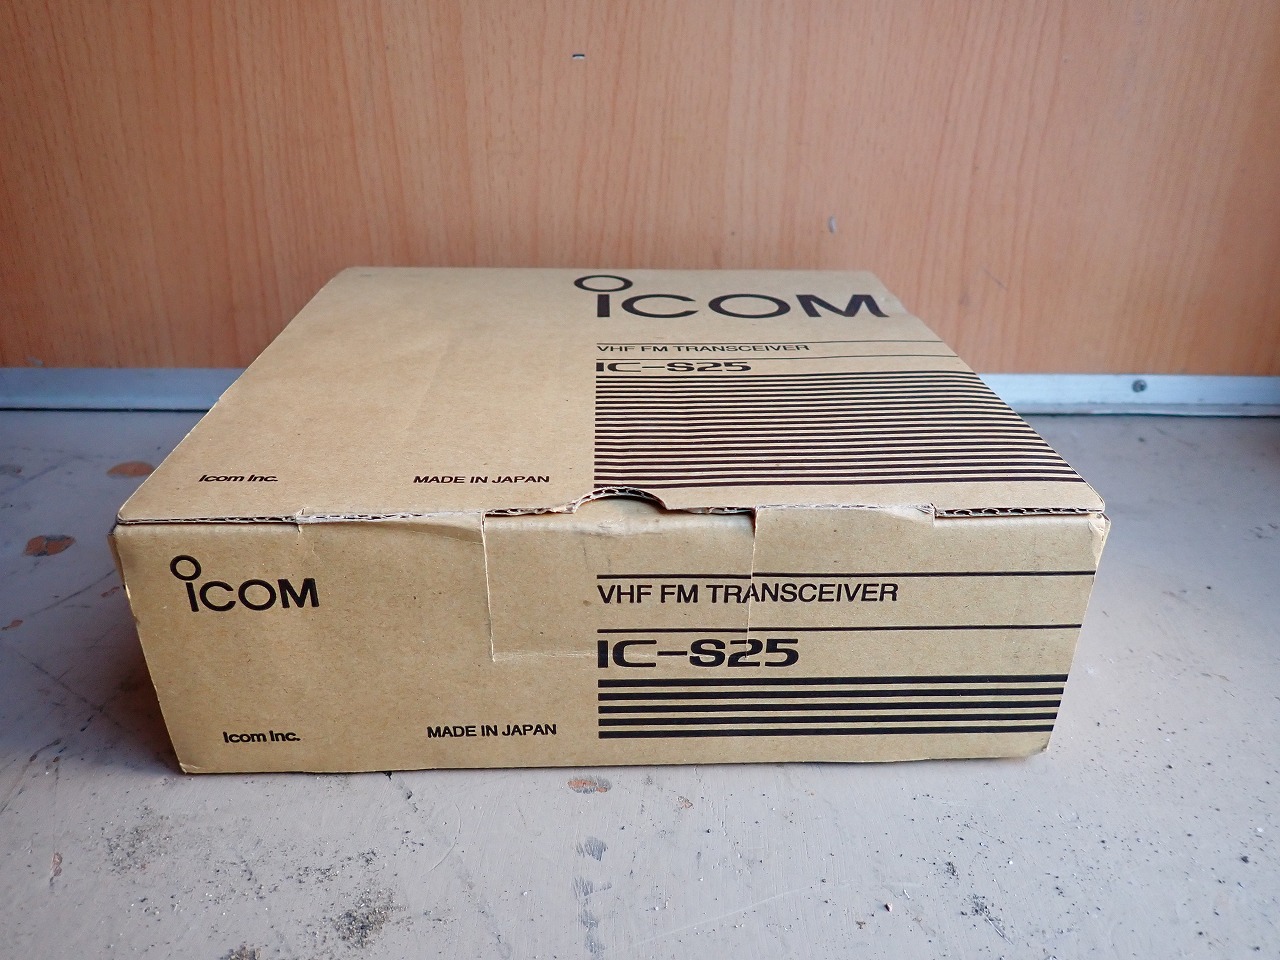 ICOM
VHF FM TRANSCEIVER
IC-S25
Icom Inc.
MADE IN JAPAN
ICOM
VHF FM TRANSCEIVER
IC-S25
Icom Inc.
MADE IN JAPAN